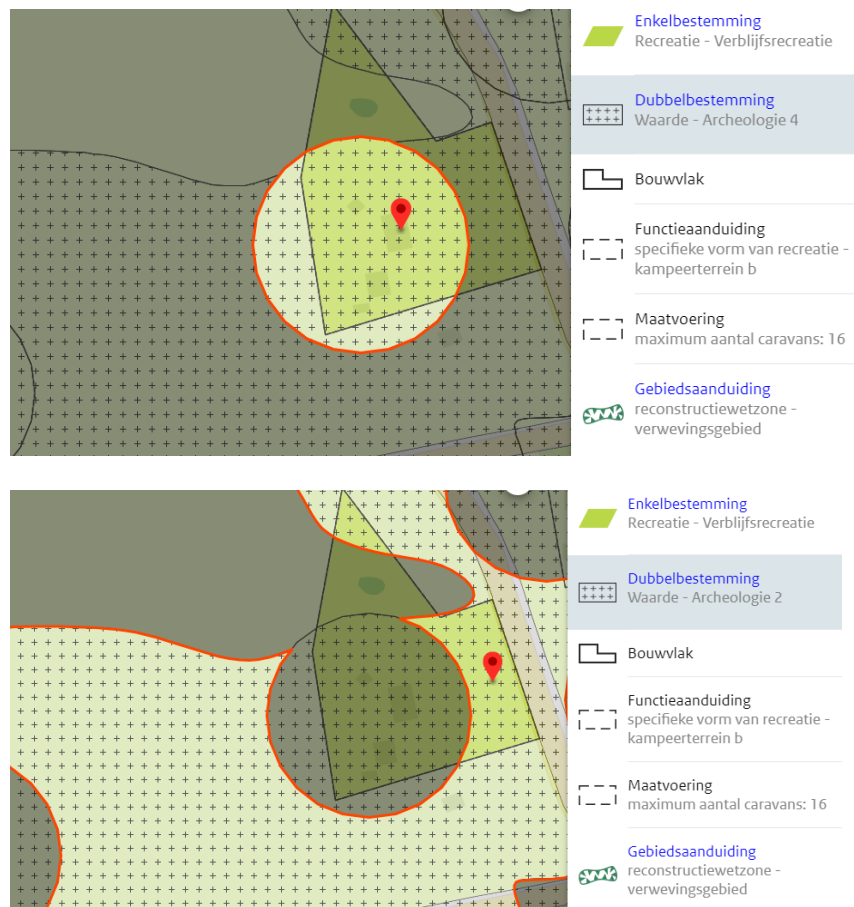 Enkelbestemming
Recreatie - Verblijfsrecreatie
Dubbelbestemming
Waarde - Archeologie 4
Bouwvlak
Functieaanduiding
specifieke vorm van recreatie -
kampeerterrein b
Maatvoering
maximum aantal caravans: 16
Gebiedsaanduiding
reconstructiewetzone -
verwevingsgebied
Enkelbestemming
Recreatie - Verblijfsrecreatie
Dubbelbestemming
Waarde - Archeologie 2
Bouwvlak
Functieaanduiding
specifieke vorm van recreatie -
kampeerterrein b
Maatvoering
maximum aantal caravans: 16
Gebiedsaanduiding
reconstructiewetzone -
verwevingsgebied